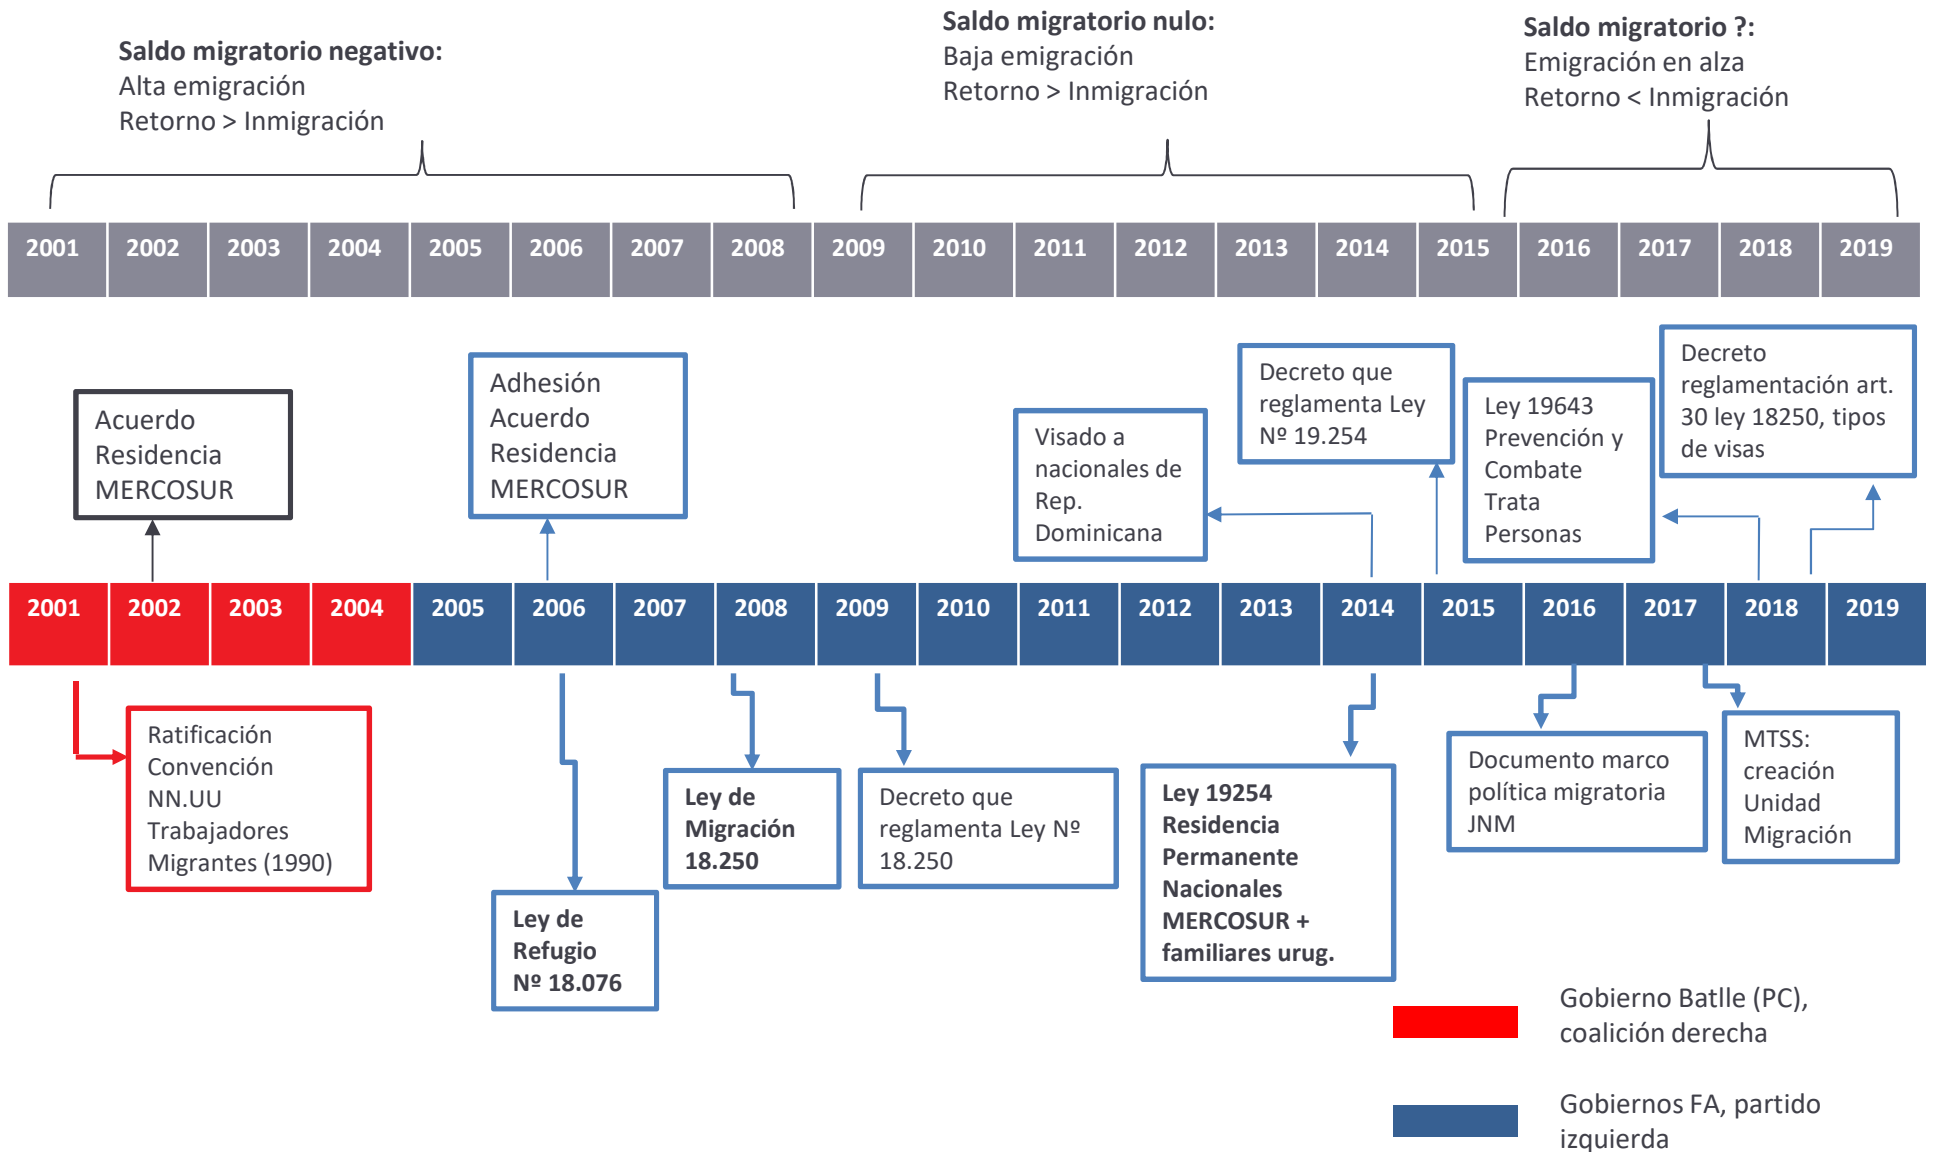 Saldo migratorio negativo:
Alta emigración
Retorno > Inmigración
Saldo migratorio nulo:
Baja emigración
Retorno > Inmigración
Saldo migratorio ?:
Emigración en alza
Retorno < Inmigración
2001 2002 2003 2004 2005 2006 2007 2008 2009 2010 2011 2012 2013 2014 2015 2016 2017 2018 2019
Acuerdo
Residencia
MERCOSUR
Adhesión
Acuerdo
Residencia
MERCOSUR
Visado a
nacionales de
Rep.
Dominicana
Decreto que
reglamenta Ley
Nº 19.254
Ley 19643
Prevención y
Combate
Trata
Personas
Decreto
reglamentación art.
30 ley 18250, tipos
de visas
2001 2002 2003 2004 2005 2006 2007 2008 2009 2010 2011 2012 2013 2014 2015 2016 2017 2018 2019
Ratificación
Convención
NN.UU
Trabajadores
Migrantes (1990)
Ley de
Refugio
Nº 18.076
Ley de
Migración
18.250
Decreto que
reglamenta Ley Nº
18.250
Ley 19254
Residencia
Permanente
Nacionales
MERCOSUR +
familiares urug.
Documento marco
política migratoria
JNM
MTSS:
creación
Unidad
Migración
Gobierno Batlle (PC),
coalición derecha
Gobiernos FA, partido
izquierda